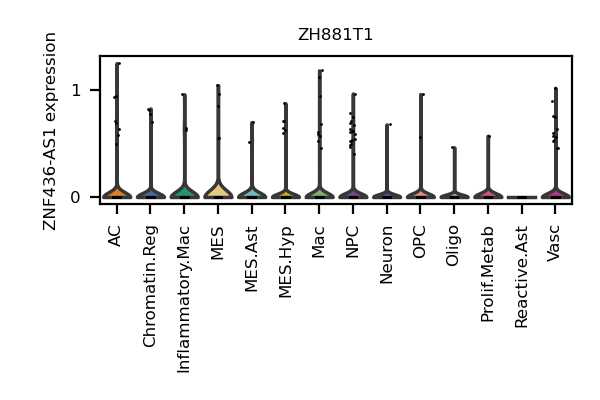 ZH881T1
ZNF436-AS1 expression
1
0
AC
Chromatin.Reg
Inflammatory.Mac
MES
MES.Ast
MES.Hyp
Mac
NPC
Neuron
OPC
Oligo
Prolif.Metab
Reactive.Ast
Vasc